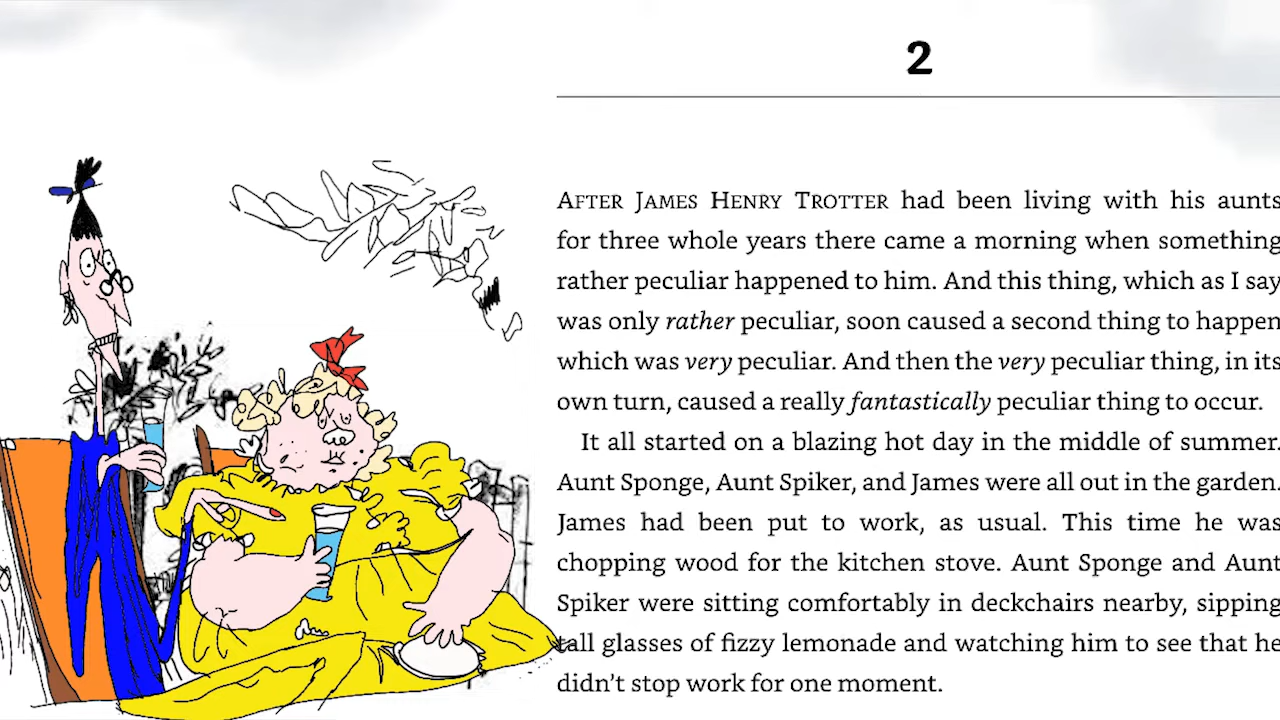 2
AFTER JAMES HENRY TROTTER had been living with his aunts
for three whole years there came a morning when something
rather peculiar happened to him. And this thing, which as I say
was only rather peculiar, soon caused a second thing to happen
which was very peculiar. And then the very peculiar thing, in its
own turn, caused a really fantastically peculiar thing to occur.
It all started on a blazing hot day in the middle of summer.
Aunt Sponge, Aunt Spiker, and James were all out in the garden.
James had been put to work, as usual. This time he was
chopping wood for the kitchen stove. Aunt Sponge and Aunt
Spiker were sitting comfortably in deckchairs nearby, sipping
tall glasses of fizzy lemonade and watching him to see that he
didn’t stop work for one moment.